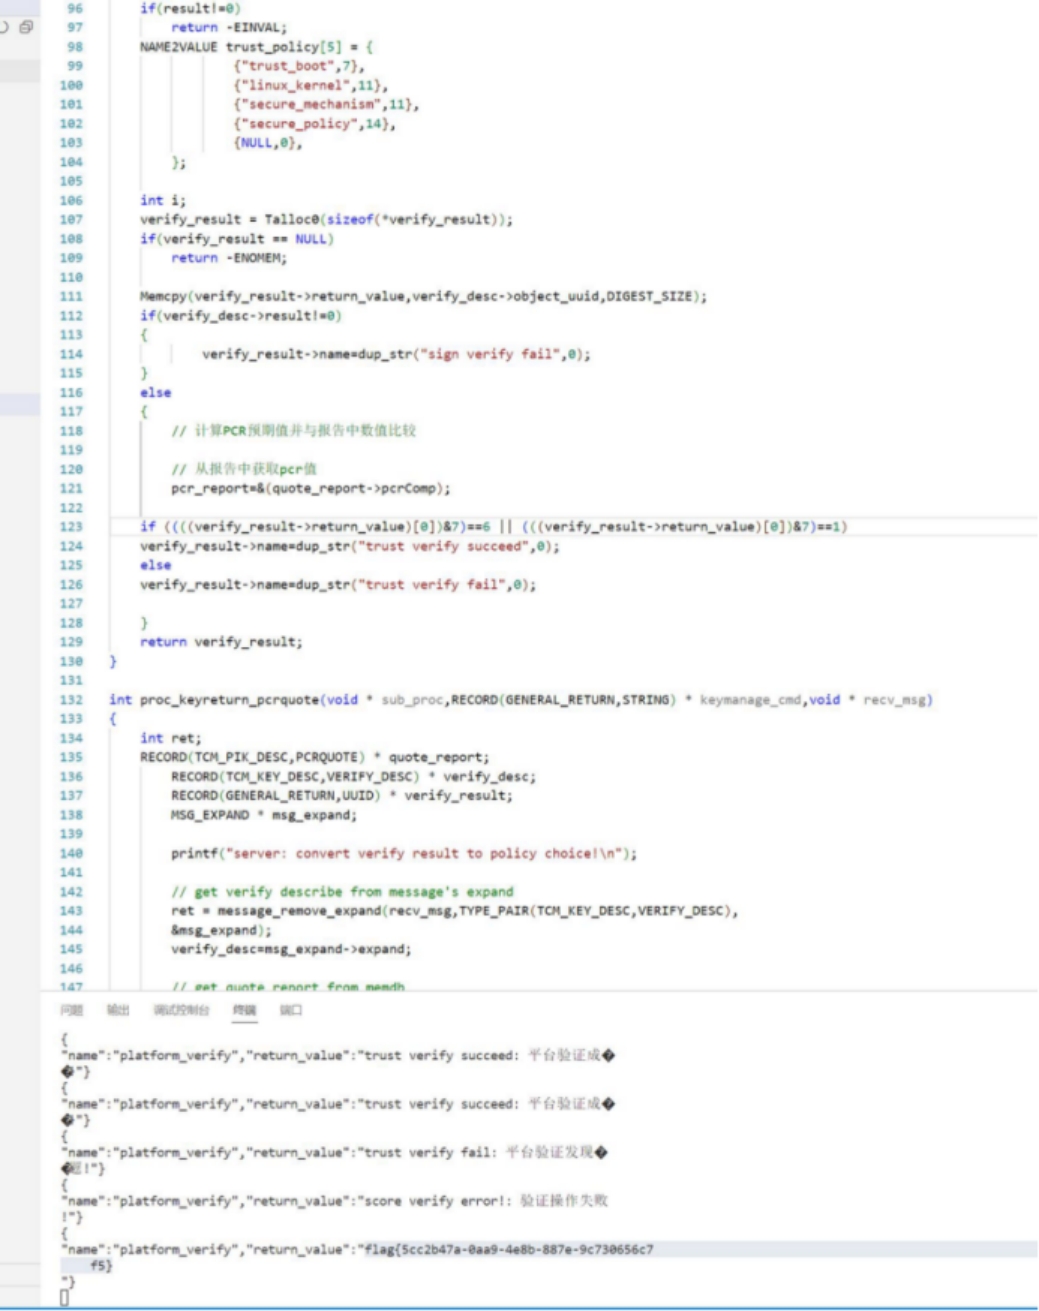 96 if(result!=0)
97 return -EINVAL;
98 NAME2VALUE trust_policy[5] = {
99 {"trust_boot",7},
100 {"linux_kernel",11},
101 {"secure_mechanism",11},
102 {"secure_policy",14},
103 {NULL,0},
104 };
105
106 int i;
107 verify_result = Talloc0(sizeof(*verify_result));
108 if(verify_result == NULL)
109 return -ENOMEM;
110
111 Memcpy(verify_result->return_value,verify_desc->object_uuid,DIGEST_SIZE);
112 if(verify_desc->result!=0)
113 {
114 verify_result->name=dup_str("sign verify fail",0);
115 }
116 else
117 {
118 // 计算PCR预期值并与报告中数值比较
119
120 // 从报告中获取pcr值
121 pcr_report=&(quote_report->pcrComp);
122
123 if ((((verify_result->return_value)[0])&7)==6 || (((verify_result->return_value)[0])&7)==1)
124 verify_result->name=dup_str("trust verify succeed",0);
125 else
126 verify_result->name=dup_str("trust verify fail",0);
127
128 }
129 return verify_result;
130 }
131
132 int proc_keyreturn_pcrquote(void * sub_proc,RECORD(GENERAL_RETURN,STRING) * keymanage_cmd,void * recv_msg)
133 {
134 int ret;
135 RECORD(TCM_PIK_DESC,PCRQUOTE) * quote_report;
136 RECORD(TCM_KEY_DESC,VERIFY_DESC) * verify_desc;
137 RECORD(GENERAL_RETURN,UUID) * verify_result;
138 MSG_EXPAND * msg_expand;
139
140 printf("server: convert verify result to policy choice!\n");
141
142 // get verify describe from message's expand
143 ret = message_remove_expand(recv_msg,TYPE_PAIR(TCM_KEY_DESC,VERIFY_DESC),
144 &msg_expand);
145 verify_desc=msg_expand->expand;
146
147 // get quote report from memdb
问题 输出 调试控制台 终端 端口
{
"name":"platform_verify","return_value":"trust verify succeed: 平台验证成�
�"}
{
"name":"platform_verify","return_value":"trust verify succeed: 平台验证成�
�"}
{
"name":"platform_verify","return_value":"trust verify fail: 平台验证发现�
�题!"}
{
"name":"platform_verify","return_value":"score verify error!: 验证操作失败
!"}
{
"name":"platform_verify","return_value":"flag{5cc2b47a-0aa9-4e8b-887e-9c730656c7
f5}
"}